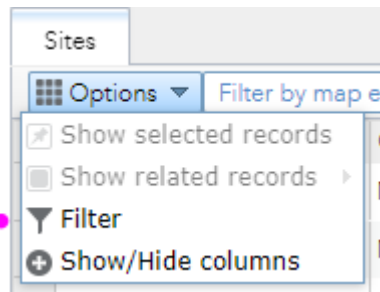 Sites
Options Filter by map e
Show selected records
Show related records
Filter
Show/Hide columns